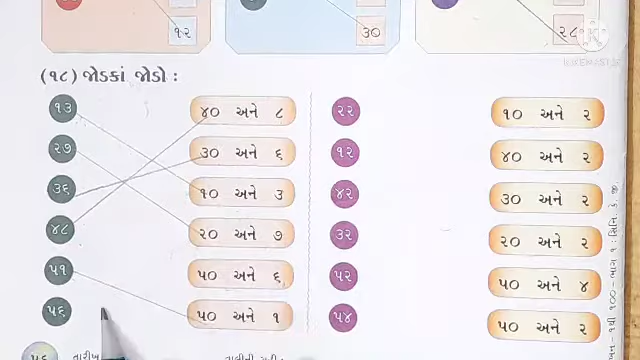 ૧૨
૩૦
૨૮
(૧૮) જોડકાં જોડો :
૧૩ ૪૦ અને ૮ ૨૨ ૧૦ અને ૨
૨૭ ૩૦ અને ૬ ૧૨ ૪૦ અને ૨
૩૬ ૧૦ અને ૩ ૪૨ ૩૦ અને ૨
૪૮ ૨૦ અને ૭ ૩૨ ૨૦ અને ૨
૫૧ ૫૦ અને ૬ ૫૨ ૫૦ અને ૪
૫૬ ૫૦ અને ૧ ૫૪ ૫૦ અને ૨
તારીખ